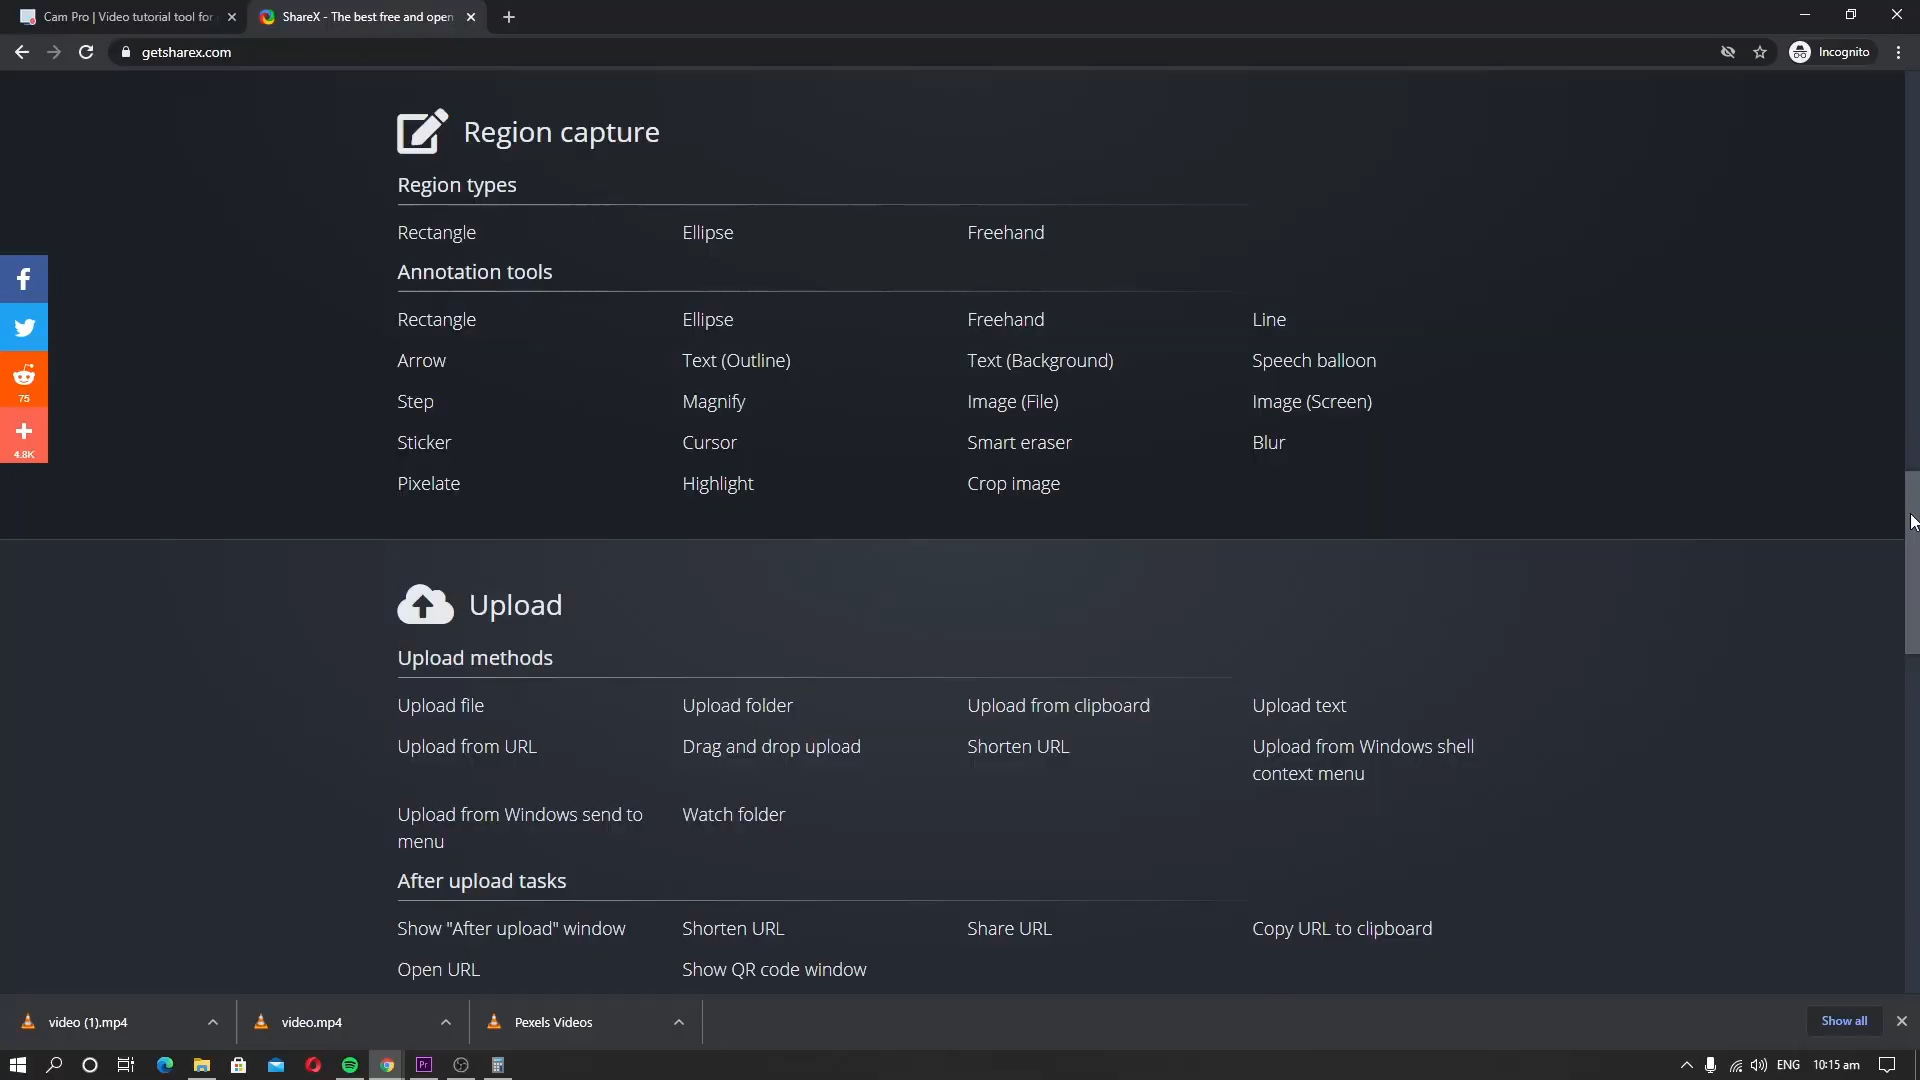 Cam Pro | Video tutorial tool for
ShareX - The best free and open
getsharex.com
Incognito
Region capture
Region types
Rectangle Ellipse Freehand
Annotation tools
Rectangle Ellipse Freehand Line
Arrow Text (Outline) Text (Background) Speech balloon
Step Magnify Image (File) Image (Screen)
Sticker Cursor Smart eraser Blur
Pixelate Highlight Crop image
75
4.8K
Upload
Upload methods
Upload file Upload folder Upload from clipboard Upload text
Upload from URL Drag and drop upload Shorten URL Upload from Windows shell
context menu
Upload from Windows send to Watch folder
menu
After upload tasks
Show "After upload" window Shorten URL Share URL Copy URL to clipboard
Open URL Show QR code window
video (1).mp4 video.mp4 Pexels Videos Show all
Pr ENG 10:15 am